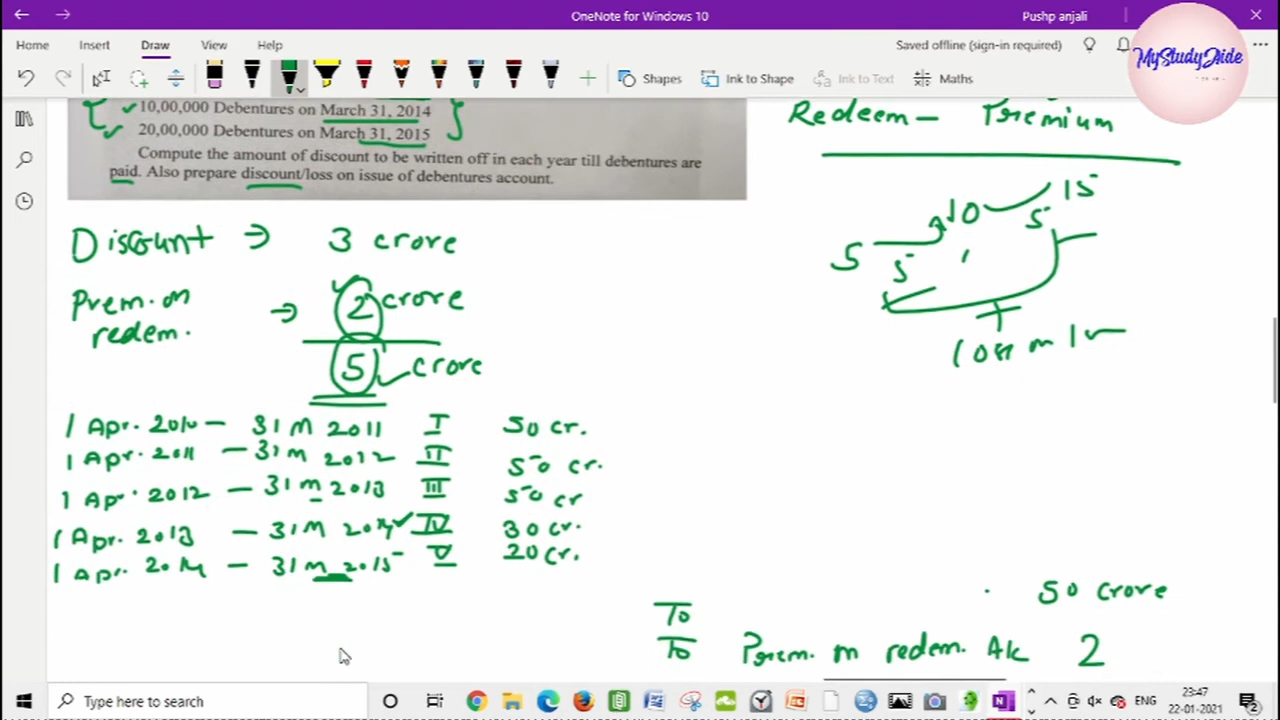 OneNote for Windows 10
Pushp anjali
Home Insert Draw View Help
Saved offline (sign-in required)
MyStudyAide
Shapes Ink to Shape Ink to Text Maths
10,00,000 Debentures on March 31, 2014
20,00,000 Debentures on March 31, 2015
Compute the amount of discount to be written off in each year till debentures are
paid. Also prepare discount/loss on issue of debentures account.
Redeem - Premium
10 15
5 5
5
Discount → 3 crore
Prem. on
redem. → 2 crore
5 crore
1 Apr. 2010 - 31 M 2011 I 50 cr.
1 Apr. 2011 - 31 M 2012 II 50 cr.
1 Apr. 2012 - 31 M 2013 III 50 cr
1 Apr. 2013 - 31 M 2014 IV 30 cr.
1 Apr. 2014 - 31 M 2015 V 20 cr.
50 crore
To
To Prem. on redem. A/c 2
Type here to search
ENG
23:47
22-01-2021